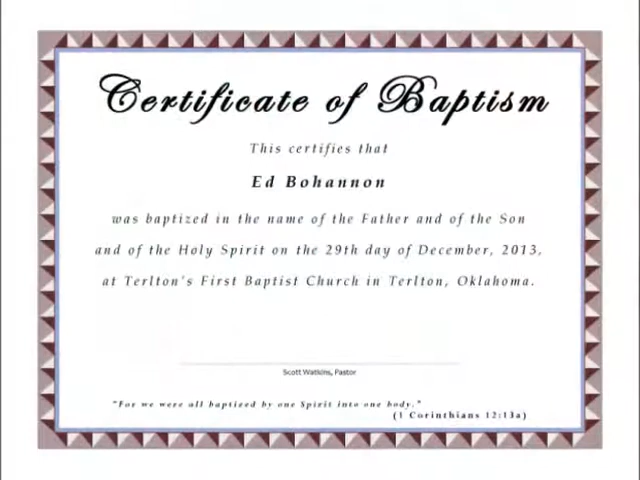 Certificate of Baptism
This certifies that
Ed Bohannon
was baptized in the name of the Father and of the Son
and of the Holy Spirit on the 29th day of December, 2013,
at Terlton's First Baptist Church in Terlton, Oklahoma.
Scott Watkins, Pastor
"For we were all baptized by one Spirit into one body."
(1 Corinthians 12:13a)